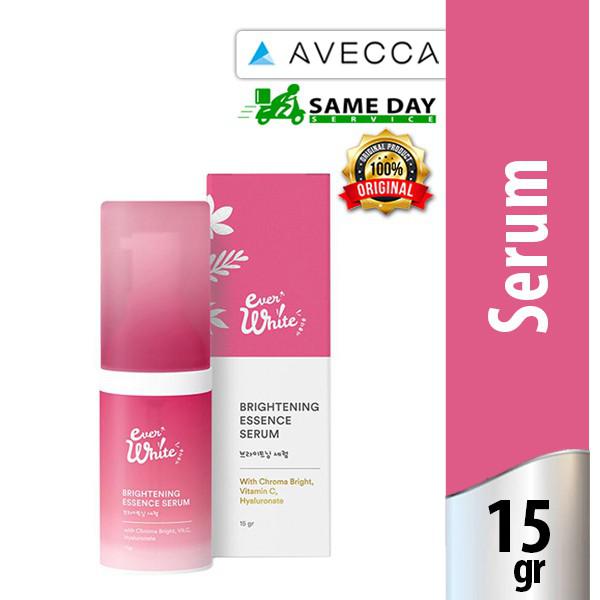 AVECCA
SAME DAY
SERVICE
ORIGINAL PRODUCT
100%
ORIGINAL
Ever
White
BRIGHTENING
ESSENCE
SERUM
브라이트닝 세럼
With Chroma Bright,
Vitamin C,
Hyaluronate
15 gr
Ever
White
BRIGHTENING
ESSENCE SERUM
브라이트닝 세럼
with Chroma Bright, Vit.C,
Hyaluronate
Serum
15
gr